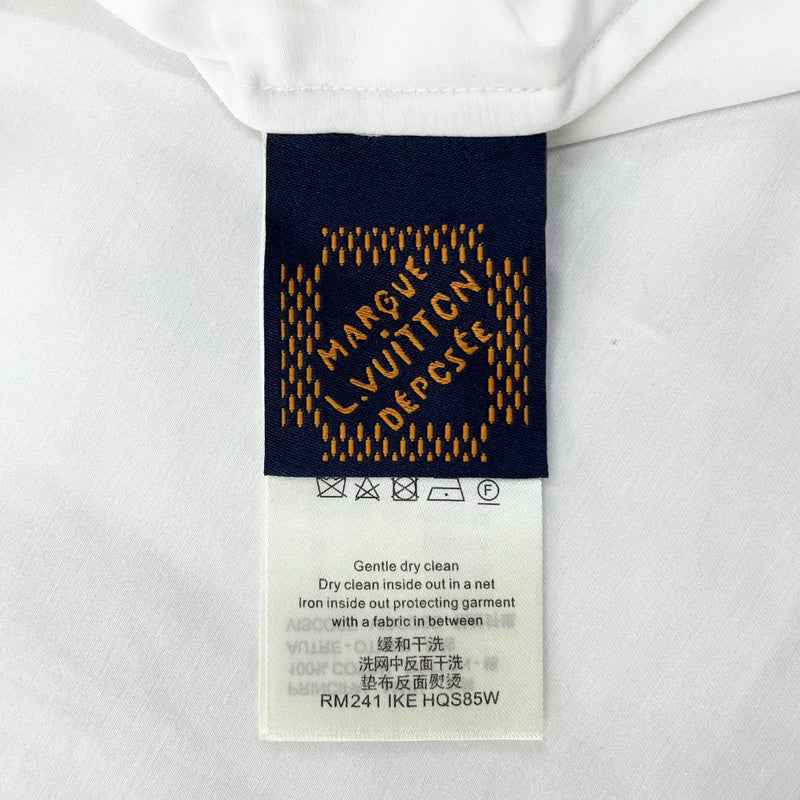 MARQUE
L.VUITTON
DÉPOSÉE
F
Gentle dry clean
Dry clean inside out in a net
Iron inside out protecting garment
with a fabric in between
缓和干洗
洗网中反面干洗
垫布反面熨烫
RM241 IKE HQS85W